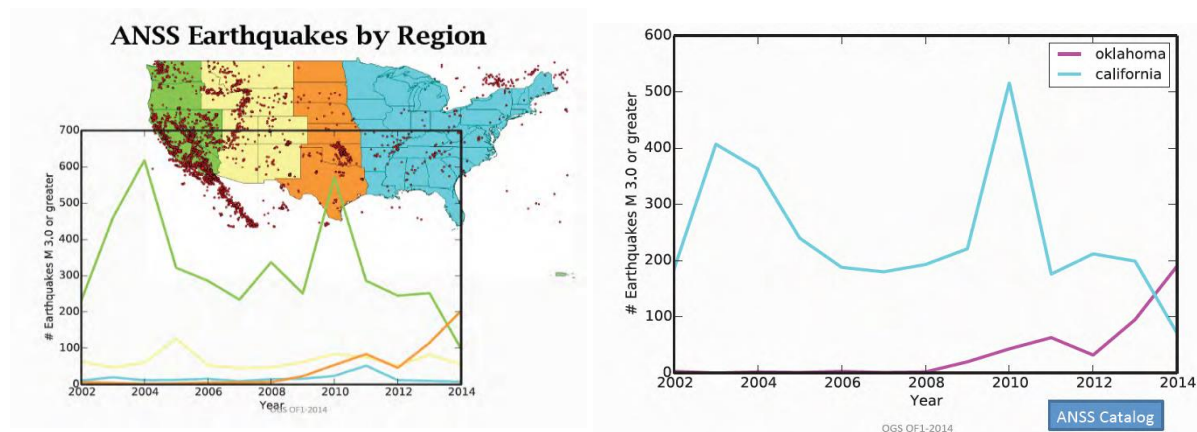 ANSS Earthquakes by Region
700
600
500
400
300
200
100
0
# Earthquakes M 3.0 or greater
2002 2004 2006 2008 2010 2012 2014
Year
OGS OF1-2014
600
500
400
300
200
100
0
# Earthquakes M 3.0 or greater
oklahoma
california
2002 2004 2006 2008 2010 2012 2014
Year
OGS OF1-2014
ANSS Catalog